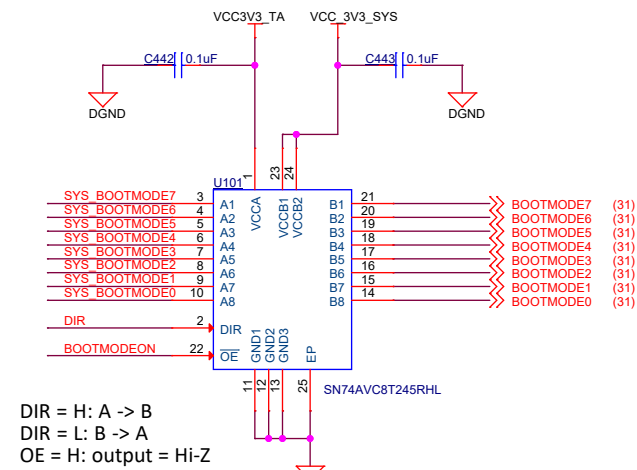 VCC3V3_TA VCC_3V3_SYS
C442 0.1uF C443 0.1uF
DGND DGND
1 23 24
U101
SYS_BOOTMODE7 3 A1 VCCA VCCB1 VCCB2 B1 21 BOOTMODE7 (31)
SYS_BOOTMODE6 4 A2 B2 20 BOOTMODE6 (31)
SYS_BOOTMODE5 5 A3 B3 19 BOOTMODE5 (31)
SYS_BOOTMODE4 6 A4 B4 18 BOOTMODE4 (31)
SYS_BOOTMODE3 7 A5 B5 17 BOOTMODE3 (31)
SYS_BOOTMODE2 8 A6 B6 16 BOOTMODE2 (31)
SYS_BOOTMODE1 9 A7 B7 15 BOOTMODE1 (31)
SYS_BOOTMODE0 10 A8 B8 14 BOOTMODE0 (31)
DIR 2 DIR
BOOTMODEON 22 OE GND1 GND2 GND3 EP
11 12 13 25 SN74AVC8T245RHL
DIR = H: A -> B
DIR = L: B -> A
OE = H: output = Hi-Z